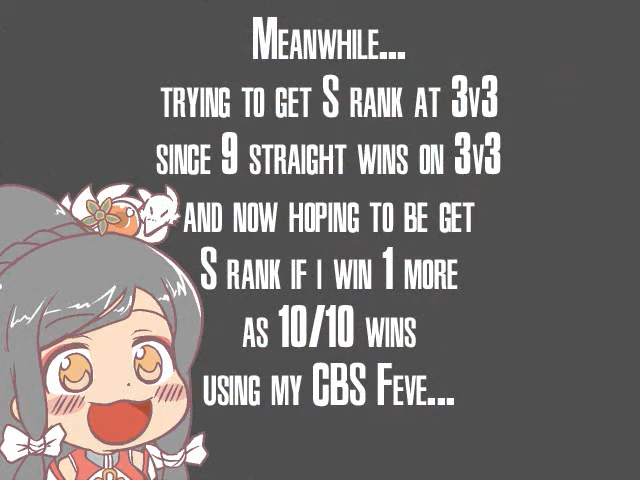 Meanwhile...
trying to get S rank at 3v3
since 9 straight wins on 3v3
and now hoping to be get
S rank if i win 1 more
as 10/10 wins
using my CBS Feve...